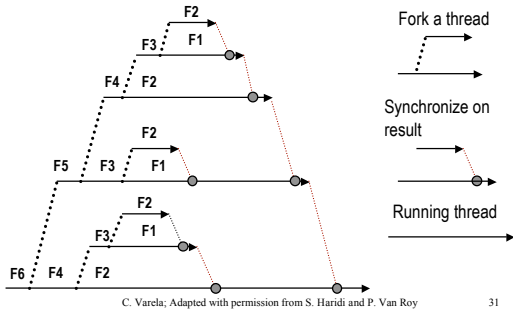 F2
F3 F1
F4 F2
F2
F5 F3 F1
F2
F3 F1
F6 F4 F2
Fork a thread
Synchronize on
result
Running thread
C. Varela; Adapted with permission from S. Haridi and P. Van Roy 31